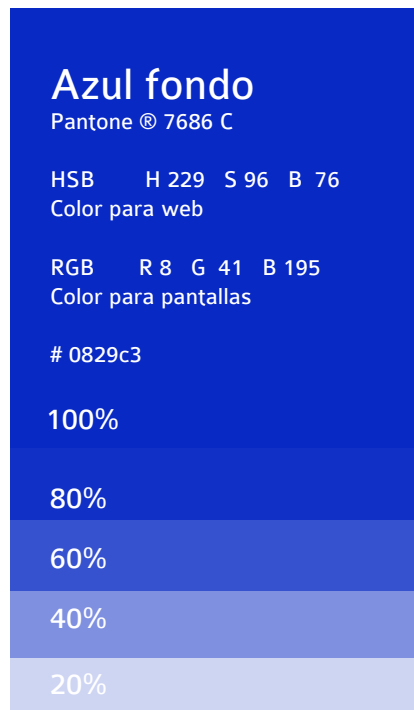 Azul fondo
Pantone ® 7686 C
HSB H 229 S 96 B 76
Color para web
RGB R 8 G 41 B 195
Color para pantallas
# 0829c3
100%
80%
60%
40%
20%